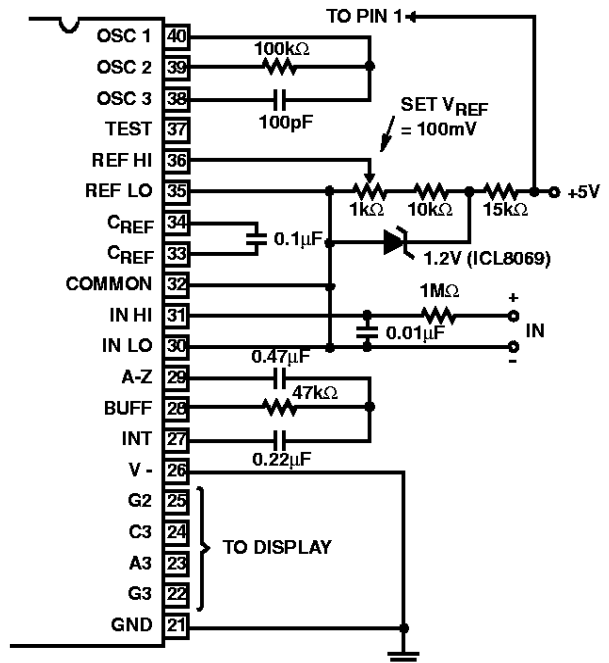 TO PIN 1
OSC 1 40
100kΩ
OSC 2 39
OSC 3 38
100pF
SET VREF
= 100mV
TEST 37
REF HI 36
REF LO 35
1kΩ 10kΩ 15kΩ
+5V
CREF 34
0.1µF
CREF 33
1.2V (ICL8069)
COMMON 32
1MΩ
+
IN HI 31
0.01µF
IN
IN LO 30
-
0.47µF
A-Z 29
47kΩ
BUFF 28
INT 27
0.22µF
V - 26
G2 25
C3 24
TO DISPLAY
A3 23
G3 22
GND 21